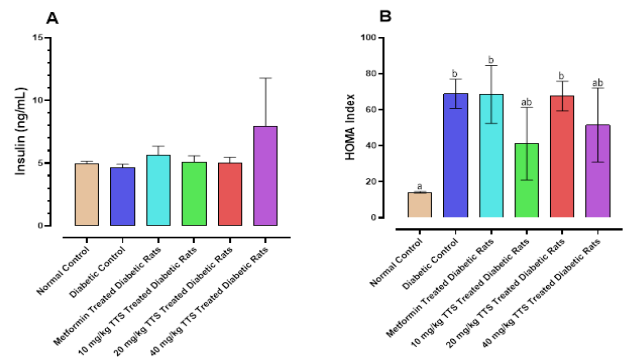 A
Insulin (ng/mL)
15
10
5
0
Normal Control
Diabetic Control
Metformin Treated Diabetic Rats
10 mg/kg TTS Treated Diabetic Rats
20 mg/kg TTS Treated Diabetic Rats
40 mg/kg TTS Treated Diabetic Rats
B
HOMA Index
100
80
60
40
20
0
a
b
b
ab
b
ab
Normal Control
Diabetic Control
Metformin Treated Diabetic Rats
10 mg/kg TTS Treated Diabetic Rats
20 mg/kg TTS Treated Diabetic Rats
40 mg/kg TTS Treated Diabetic Rats